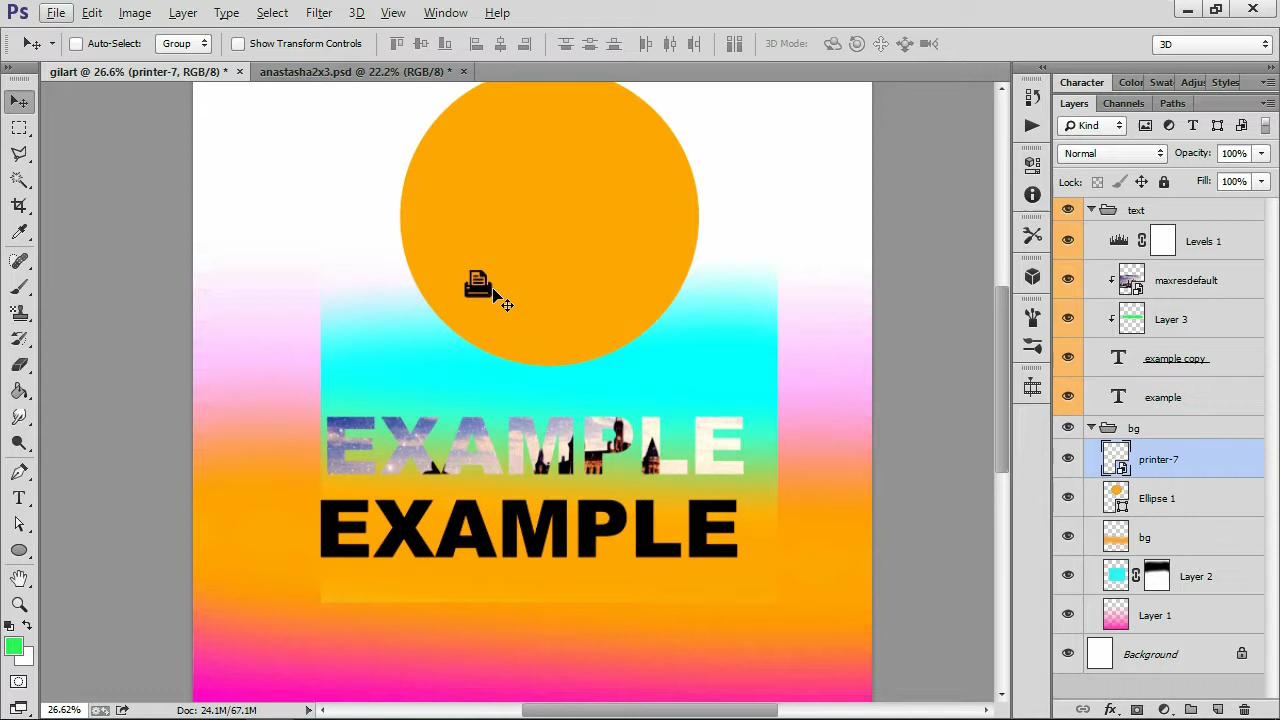 Ps File Edit Image Layer Type Select Filter 3D View Window Help
Auto-Select: Group Show Transform Controls 3D Mode: 3D
gilart @ 26.6% (printer-7, RGB/8) * × anastasha2x3.psd @ 22.2% (RGB/8) * ×
Character Color Swat Adjus Styles
Layers Channels Paths
Kind
Normal Opacity: 100%
Lock: Fill: 100%
text
Levels 1
maxresdefault
Layer 3
example copy
example
bg
printer-7
Ellipse 1
bg
Layer 2
Layer 1
Background
EXAMPLE
EXAMPLE
26.62% Doc: 24.1M/67.1M